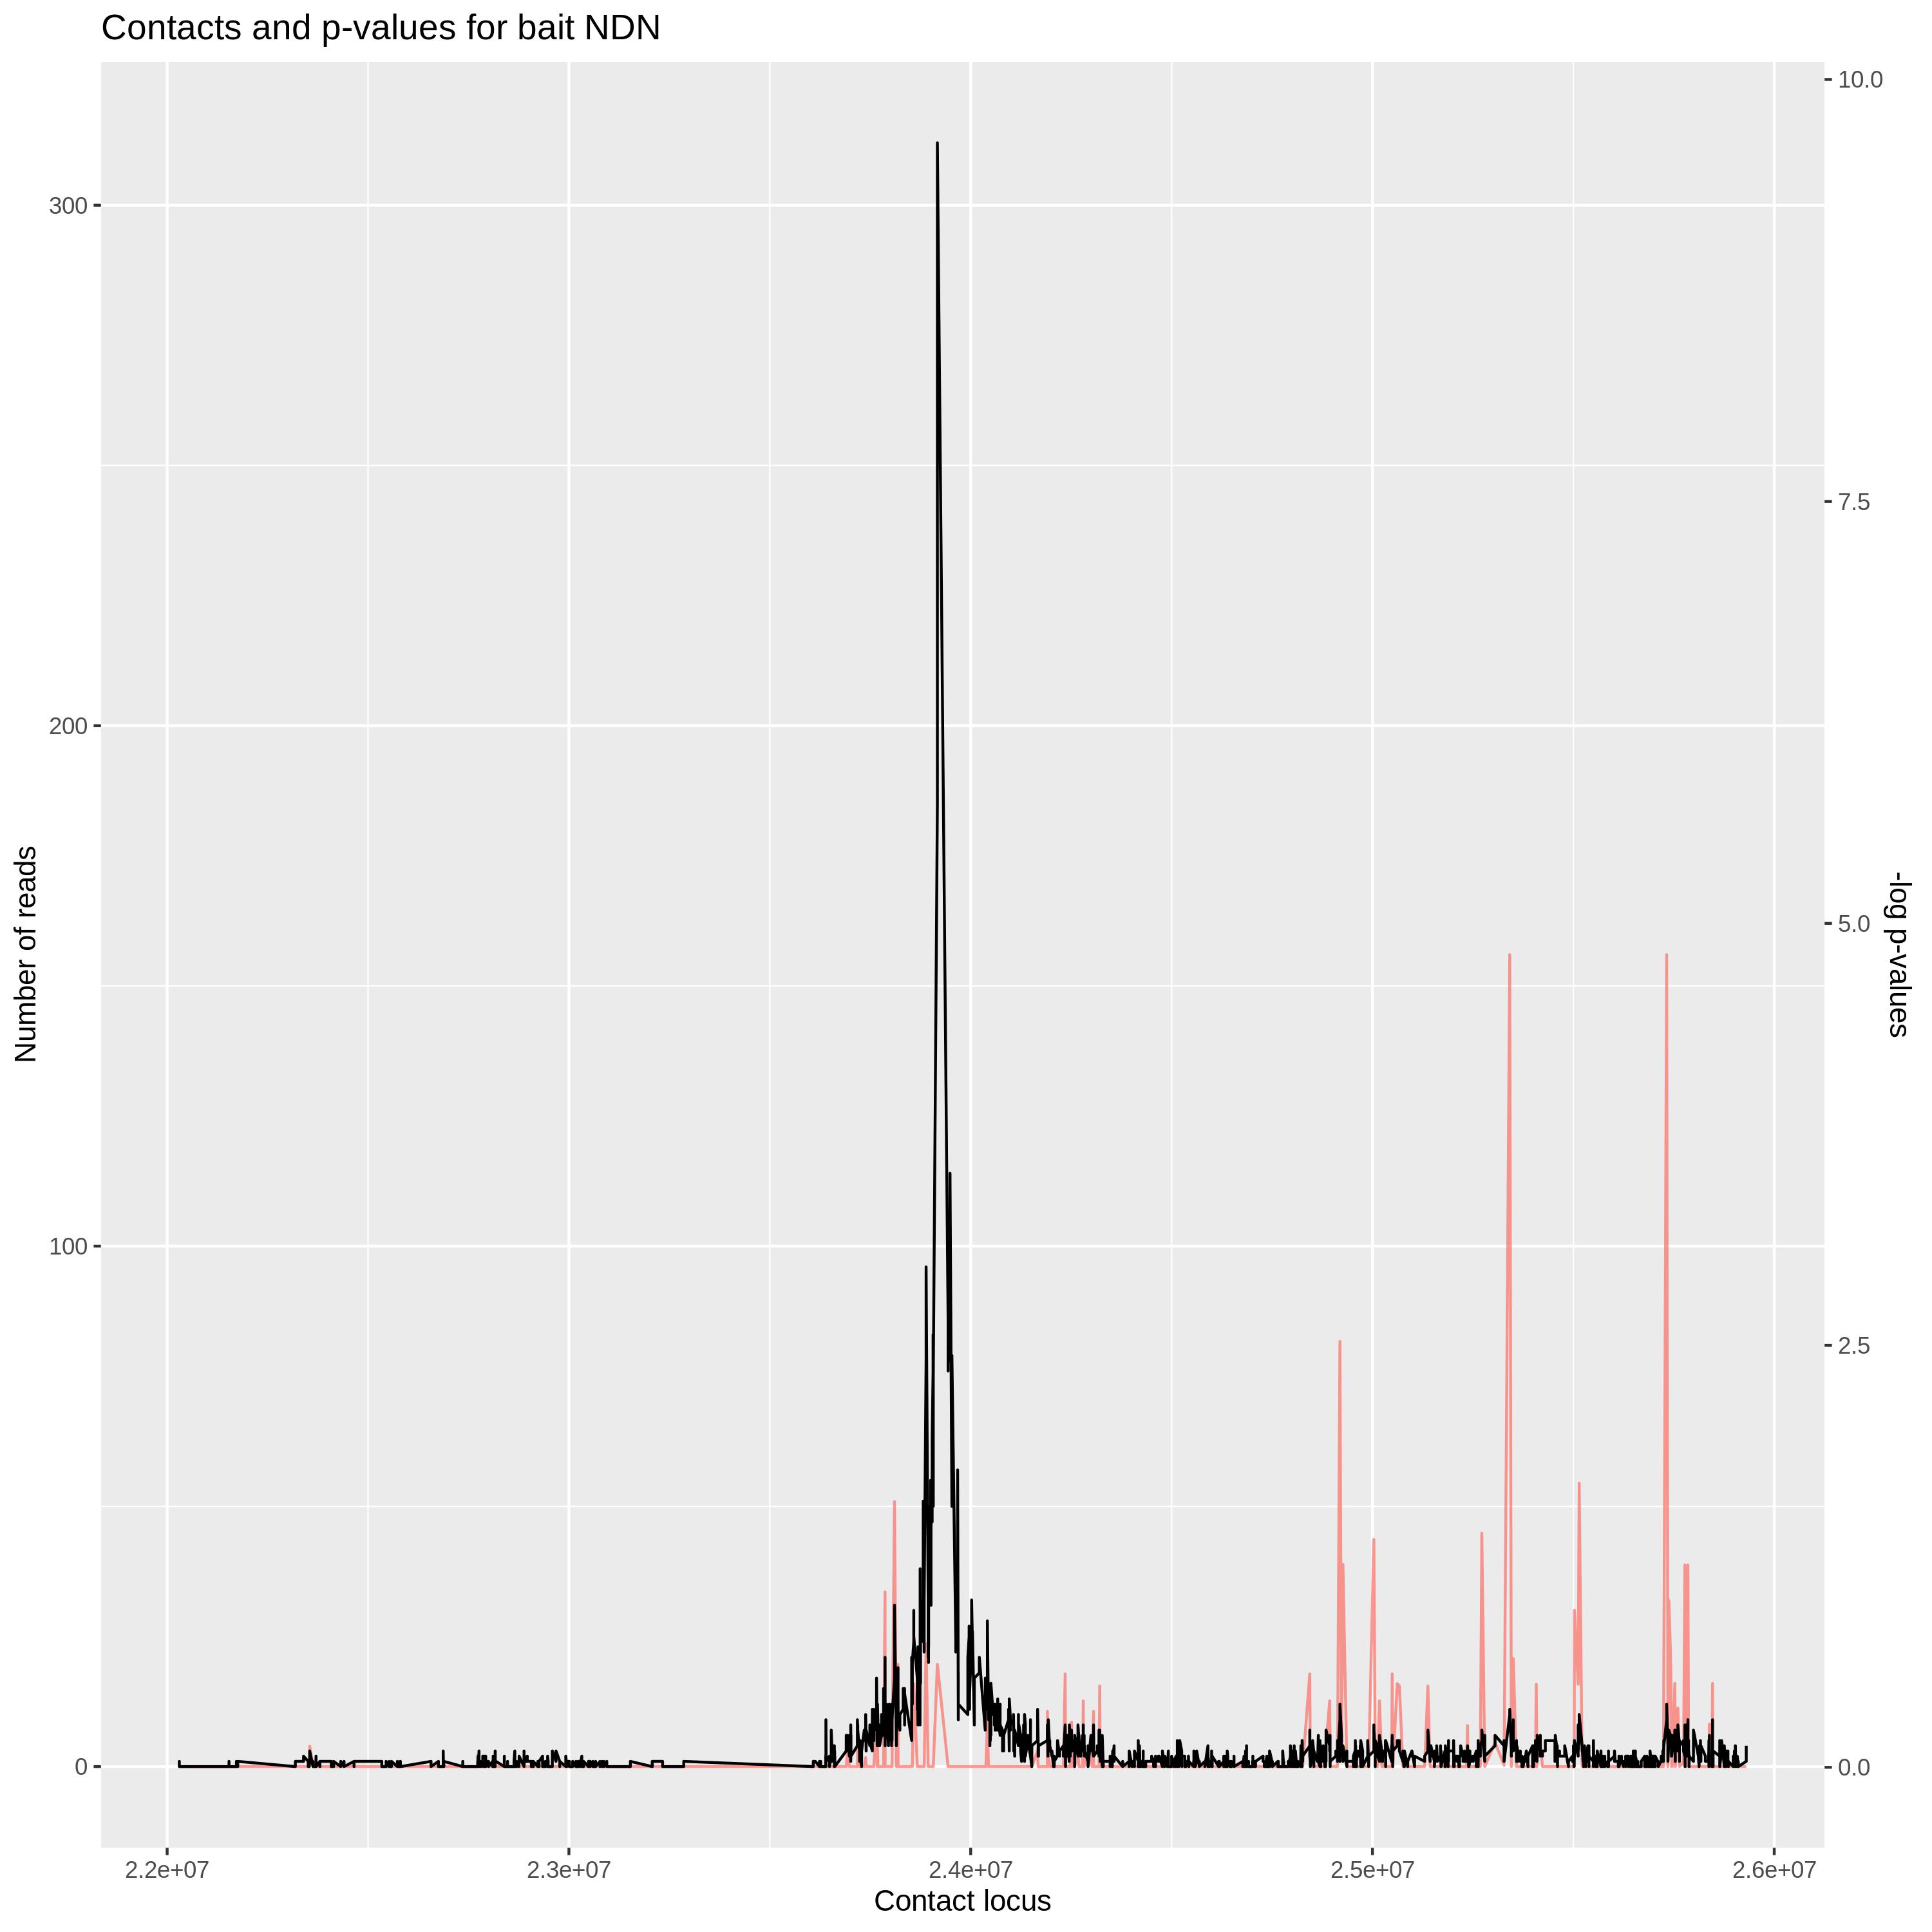 Contacts and p-values for bait NDN
Number of reads
300
200
100
0
10.0
7.5
5.0
2.5
0.0
-log p-values
2.2e+07
2.3e+07
2.4e+07
2.5e+07
2.6e+07
Contact locus